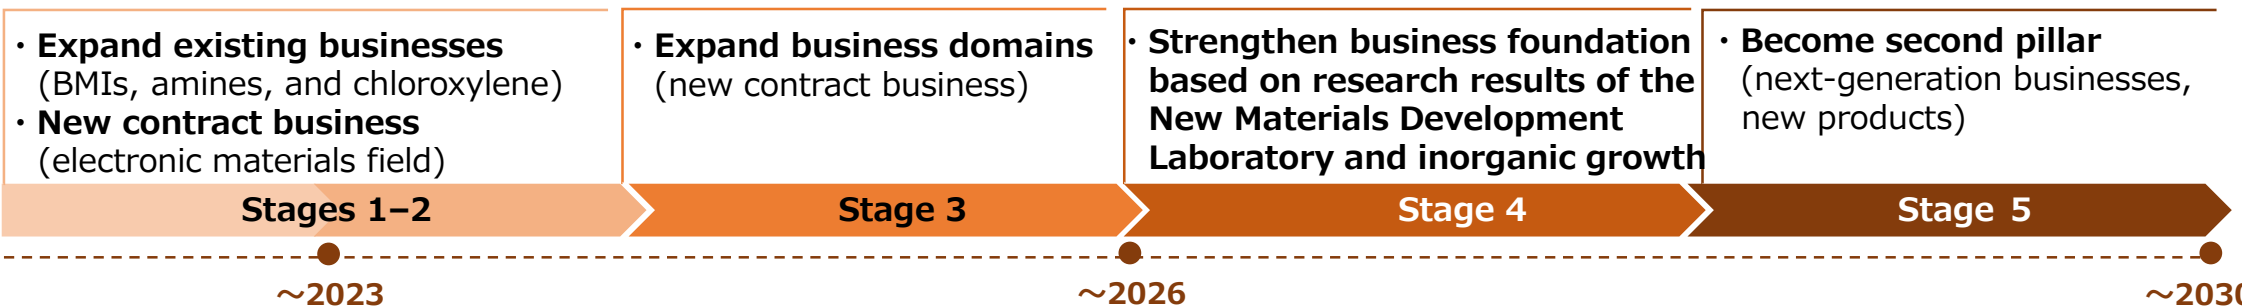 ・Expand existing businesses
(BMIs, amines, and chloroxylene)
・New contract business
(electronic materials field)
・Expand business domains
(new contract business)
・Strengthen business foundation
based on research results of the
New Materials Development
Laboratory and inorganic growth
・Become second pillar
(next-generation businesses,
new products)
Stages 1–2
Stage 3
Stage 4
Stage 5
～2023
～2026
～2030